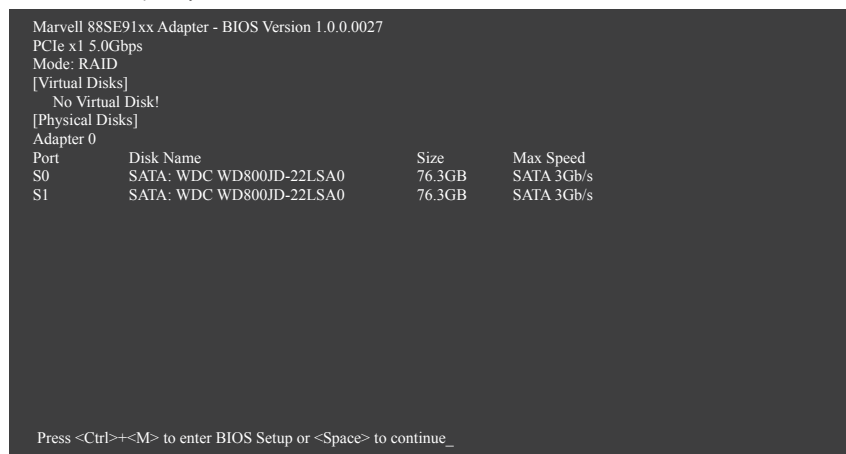 Marvell 88SE91xx Adapter - BIOS Version 1.0.0.0027
PCIe x1 5.0Gbps
Mode: RAID
[Virtual Disks]
No Virtual Disk!
[Physical Disks]
Adapter 0
Port Disk Name Size Max Speed
S0 SATA: WDC WD800JD-22LSA0 76.3GB SATA 3Gb/s
S1 SATA: WDC WD800JD-22LSA0 76.3GB SATA 3Gb/s
Press <Ctrl>+<M> to enter BIOS Setup or <Space> to continue_